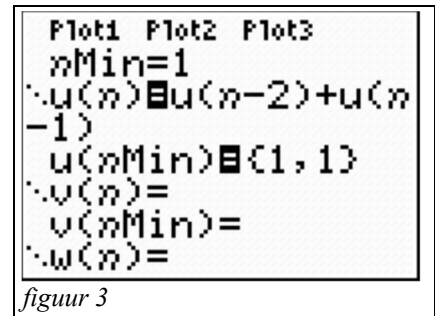 Plot1 Plot2 Plot3
nMin=1
u(n)=u(n-2)+u(n
-1)
u(nMin)={1,1}
v(n)=
v(nMin)=
w(n)=
figuur 3